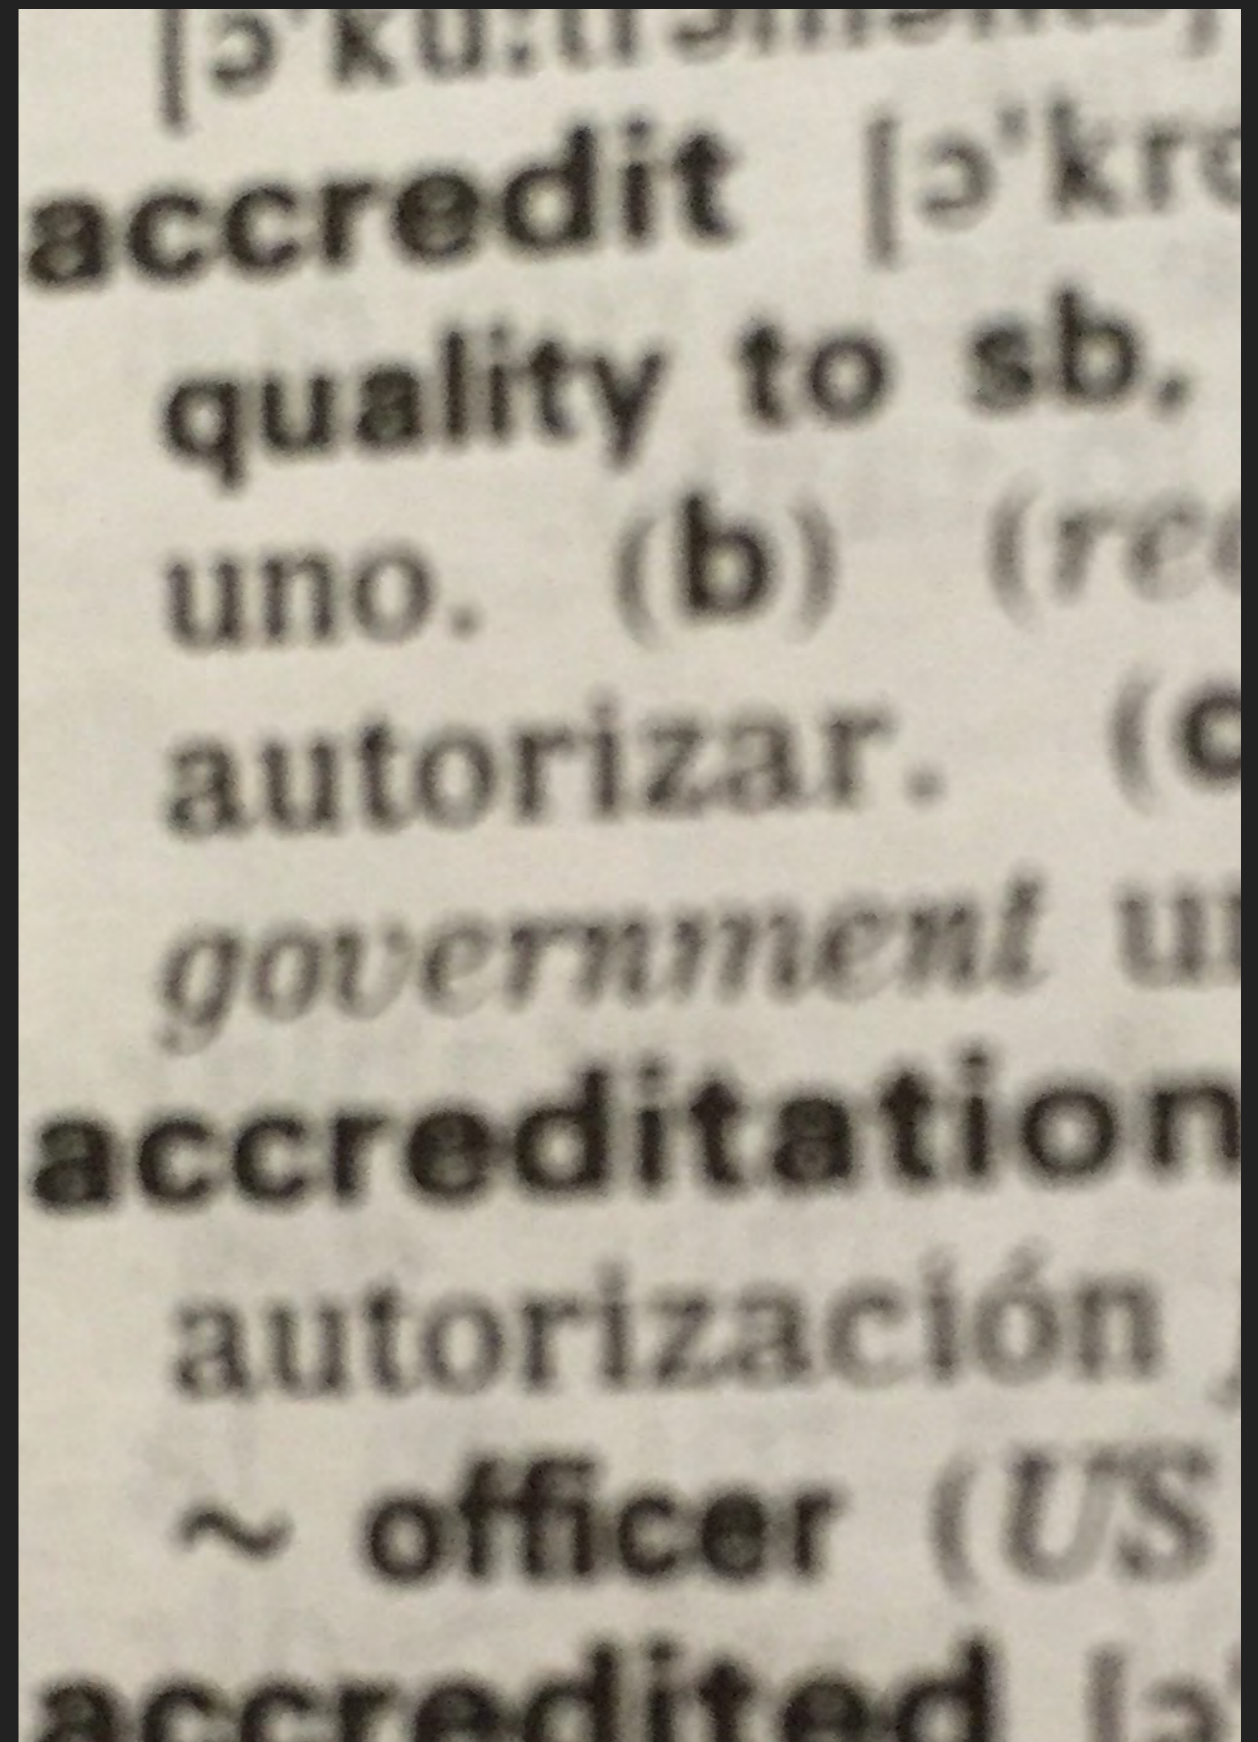 accredit
quality to sb,
uno. (b)
autorizar.
government
accreditation
autorización
~ officer (US
accredited